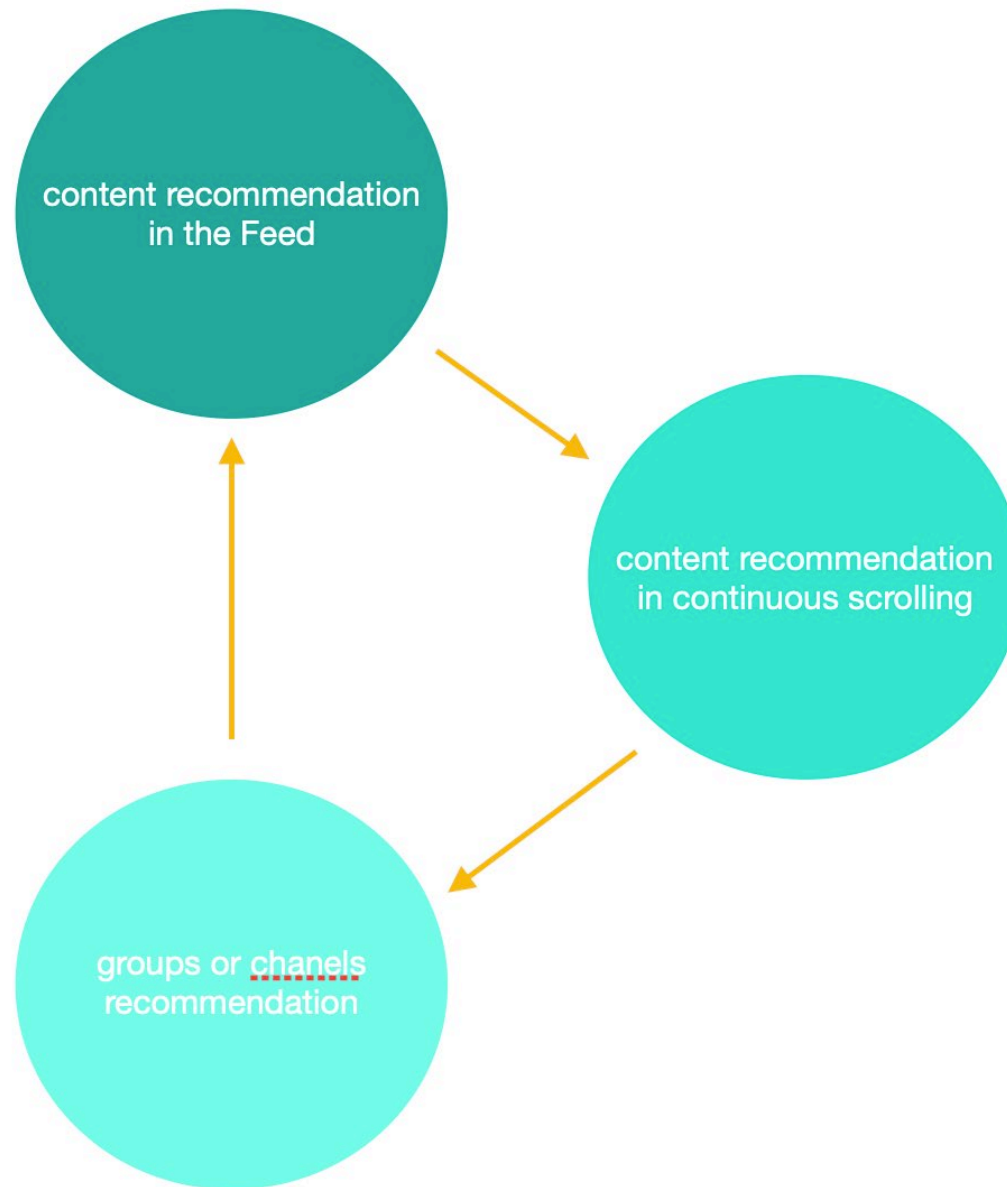 content recommendation
in the Feed
content recommendation
in continuous scrolling
groups or chanels
recommendation